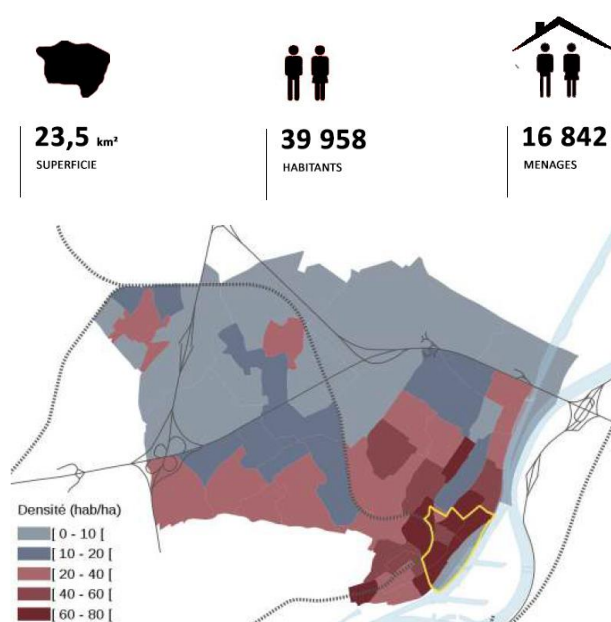 23,5 km²
SUPERFICIE
39 958
HABITANTS
16 842
MENAGES
Densité (hab/ha)
[ 0 - 10 [
[ 10 - 20 [
[ 20 - 40 [
[ 40 - 60 [
[ 60 - 80 [